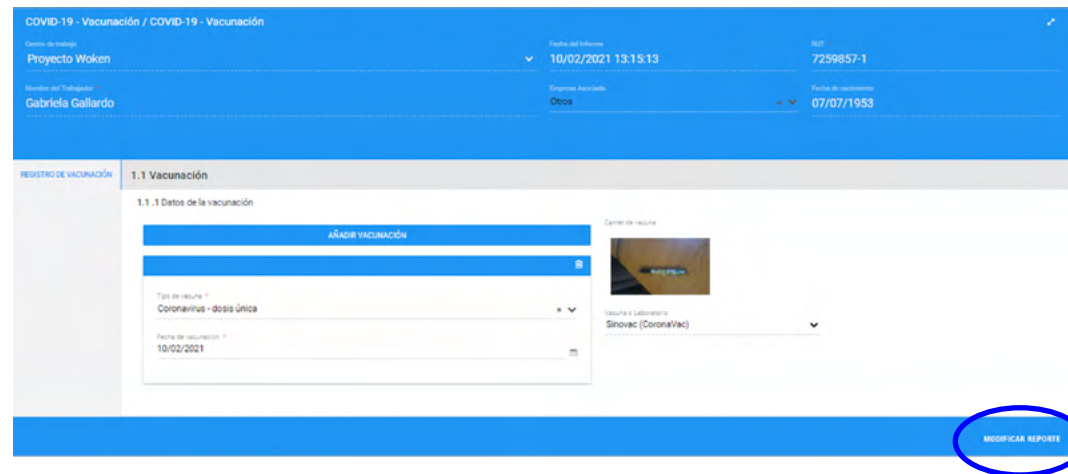 COVID-19 - Vacunación / COVID-19 - Vacunación
Centro de trabajo
Proyecto Woken
Fecha del Informe
10/02/2021 13:15:13
RUT
7259857-1
Nombre del Trabajador
Gabriela Gallardo
Empresa Asociada
Otros
Fecha de nacimiento
07/07/1953
REGISTRO DE VACUNACIÓN
1.1 Vacunación
1.1 .1 Datos de la vacunación
AÑADIR VACUNACIÓN
Tipo de vacuna *
Coronavirus - dosis única
Fecha de vacunación *
10/02/2021
Carnet de vacuna
Vacuna o Laboratorio
Sinovac (CoronaVac)
MODIFICAR REPORTE